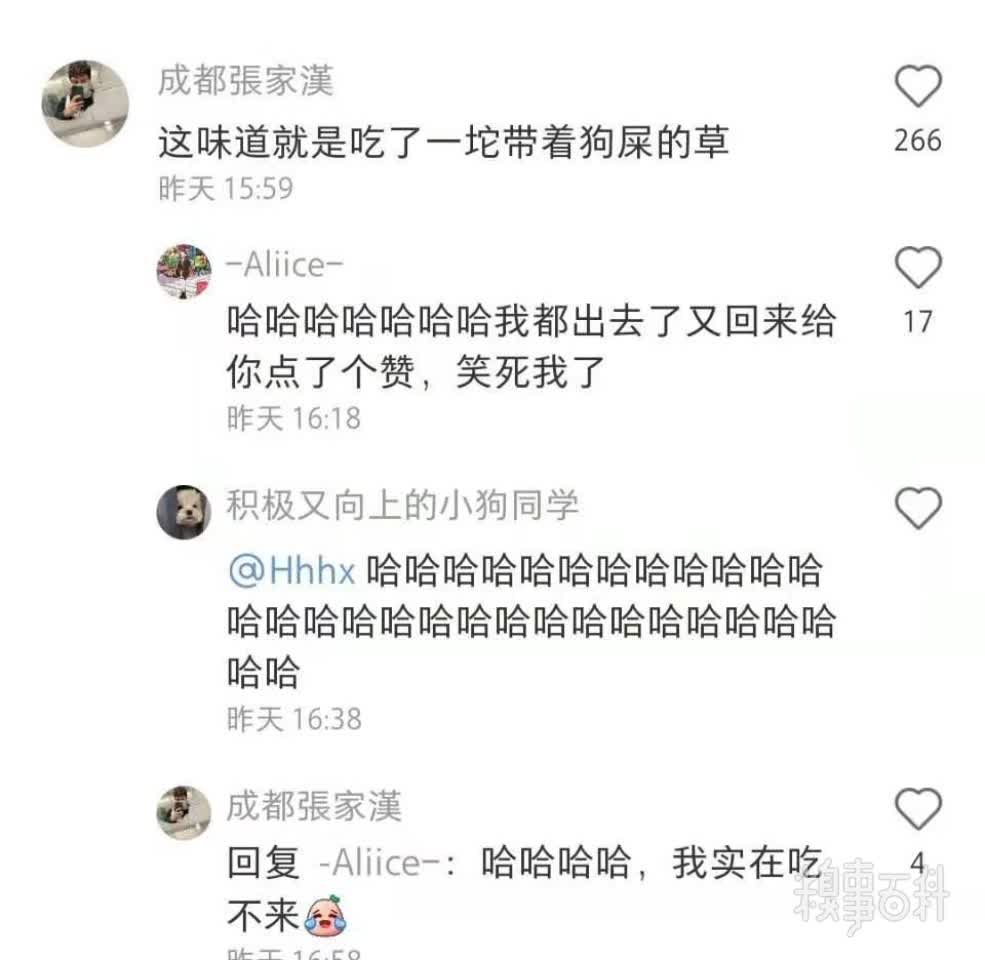 成都張家漢
这味道就是吃了一坨带着狗屎的草
266
昨天 15:59
-Aliice-
哈哈哈哈哈哈哈我都出去了又回来给
17
你点了个赞，笑死我了
昨天 16:18
积极又向上的小狗同学
@Hhhx 哈哈哈哈哈哈哈哈哈哈哈哈
哈哈哈哈哈哈哈哈哈哈哈哈哈哈哈哈
哈哈
昨天 16:38
成都張家漢
回复 -Aliice-：哈哈哈哈，我实在吃
4
不来
糗事百科
昨天 16:58